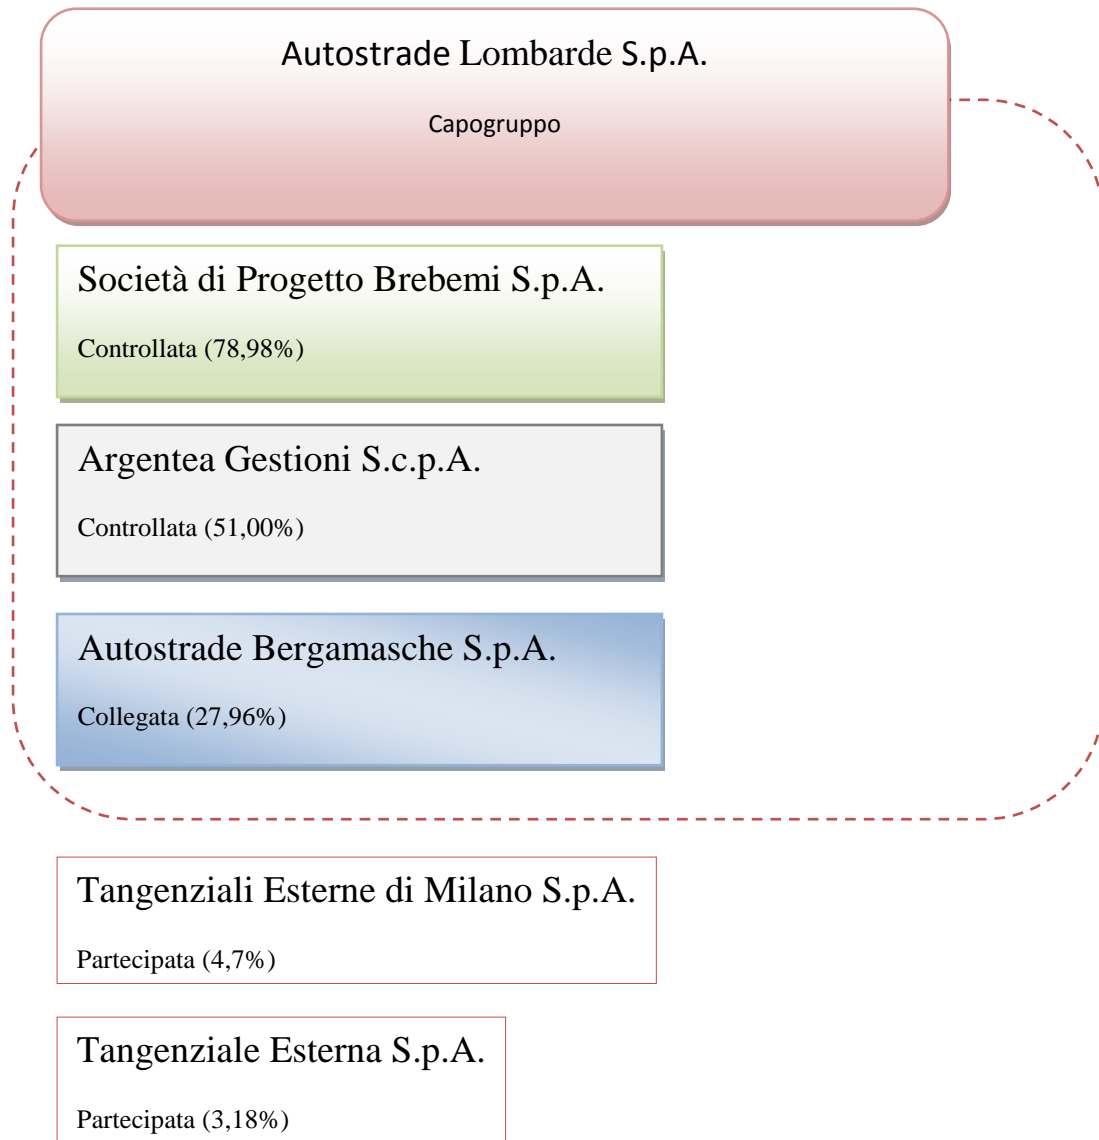 Autostrade Lombarde S.p.A.
Capogruppo
Società di Progetto Brebemi S.p.A.
Controllata (78,98%)
Argentea Gestioni S.c.p.A.
Controllata (51,00%)
Autostrade Bergamasche S.p.A.
Collegata (27,96%)
Tangenziali Esterne di Milano S.p.A.
Partecipata (4,7%)
Tangenziale Esterna S.p.A.
Partecipata (3,18%)